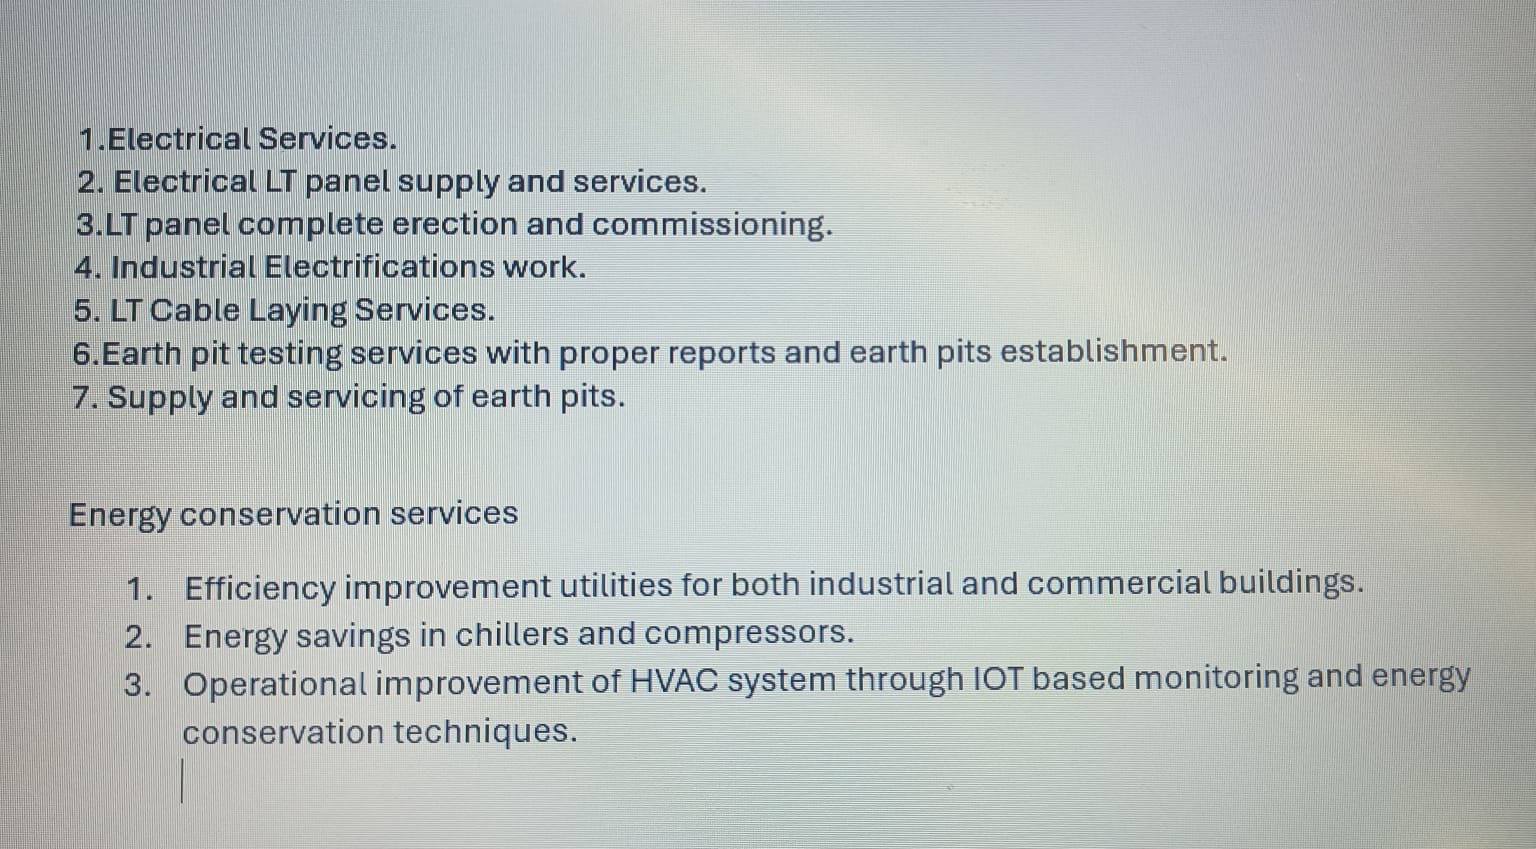 1.Electrical Services.
2. Electrical LT panel supply and services.
3.LT panel complete erection and commissioning.
4. Industrial Electrifications work.
5. LT Cable Laying Services.
6.Earth pit testing services with proper reports and earth pits establishment.
7. Supply and servicing of earth pits.
Energy conservation services
1. Efficiency improvement utilities for both industrial and commercial buildings.
2. Energy savings in chillers and compressors.
3. Operational improvement of HVAC system through IOT based monitoring and energy
conservation techniques.